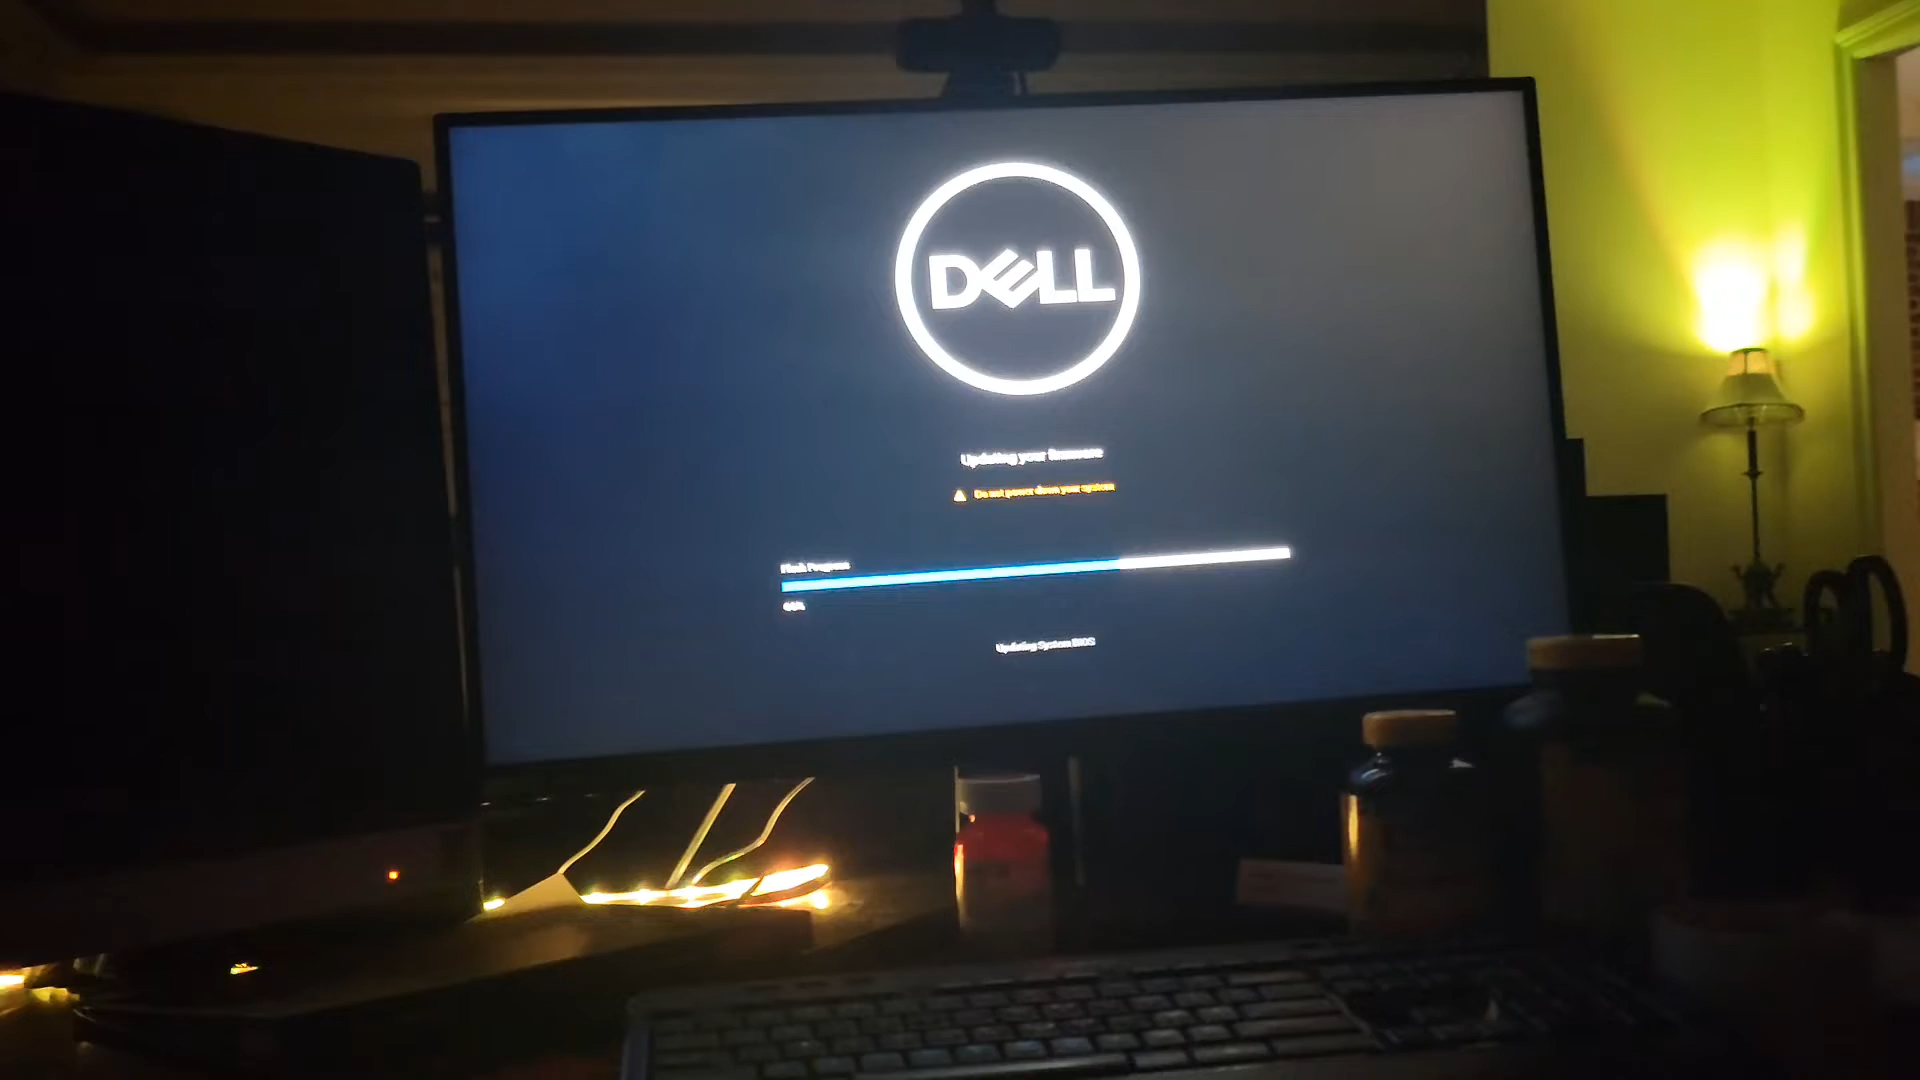 DELL
Updating your firmware
Do not power down your system
Flash Progress
Updating System BIOS